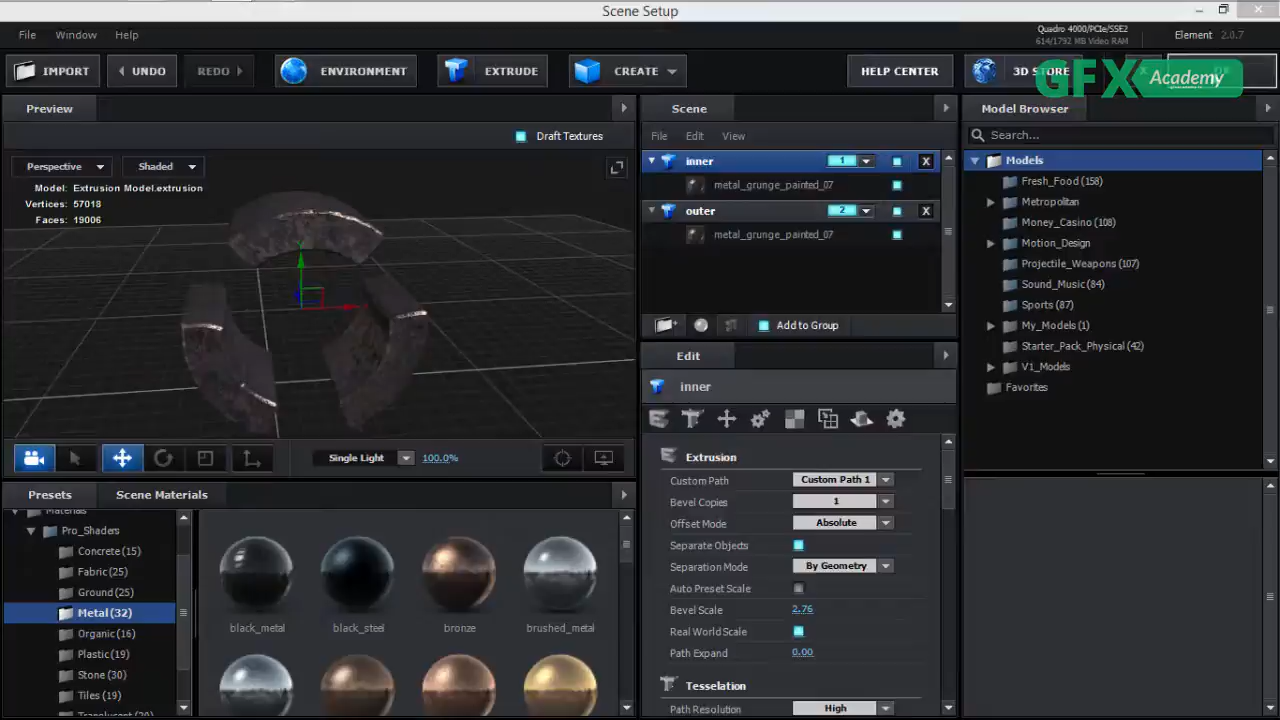 Scene Setup
File Window Help
Quadro 4000/PCIe/SSE2
614/1792 MB Video RAM
Element 2.0.7
IMPORT UNDO REDO ENVIRONMENT EXTRUDE CREATE HELP CENTER 3D STORE
GFX Academy
Preview
Draft Textures
Perspective Shaded
Model: Extrusion Model.extrusion
Vertices: 57018
Faces: 19006
Single Light 100.0%
Scene
File Edit View
inner 1 X
metal_grunge_painted_07
outer 2 X
metal_grunge_painted_07
Add to Group
Edit
inner
Extrusion
Custom Path Custom Path 1
Bevel Copies 1
Offset Mode Absolute
Separate Objects
Separation Mode By Geometry
Auto Preset Scale
Bevel Scale 2.76
Real World Scale
Path Expand 0.00
Tesselation
Path Resolution High
Model Browser
Search...
Models
Fresh_Food (158)
Metropolitan
Money_Casino (108)
Motion_Design
Projectile_Weapons (107)
Sound_Music (84)
Sports (87)
My_Models (1)
Starter_Pack_Physical (42)
V1_Models
Favorites
Presets Scene Materials
Materials
Pro_Shaders
Concrete (15)
Fabric (25)
Ground (25)
Metal (32)
Organic (16)
Plastic (19)
Stone (30)
Tiles (19)
black_metal black_steel bronze brushed_metal